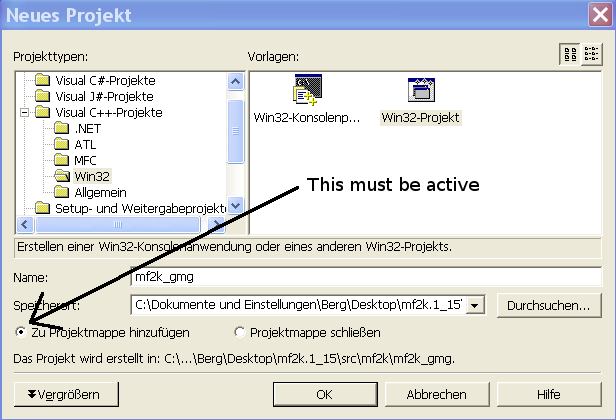 Neues Projekt
Projekttypen:
Vorlagen:
Visual C#-Projekte
Visual J#-Projekte
Visual C++-Projekte
.NET
ATL
MFC
Win32
Allgemein
Setup- und Weitergabeprojekte
Win32-Konsolenp...
Win32-Projekt
This must be active
Erstellen einer Win32-Konsolenanwendung oder eines anderen Win32-Projekts.
Name:
mf2k_gmg
Speicherort:
C:\Dokumente und Einstellungen\Berg\Desktop\mf2k.1_15\
Durchsuchen...
Zu Projektmappe hinzufügen
Projektmappe schließen
Das Projekt wird erstellt in: C:\...\Berg\Desktop\mf2k.1_15\src\mf2k\mf2k_gmg.
Vergrößern
OK
Abbrechen
Hilfe